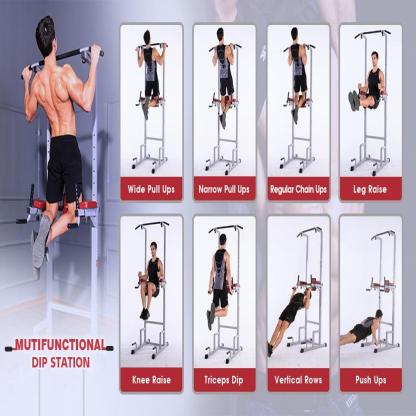 Wide Pull Ups
Narrow Pull Ups
Regular Chain Ups
Leg Raise
MUTIFUNCTIONAL
DIP STATION
Knee Raise
Triceps Dip
Vertical Rows
Push Ups